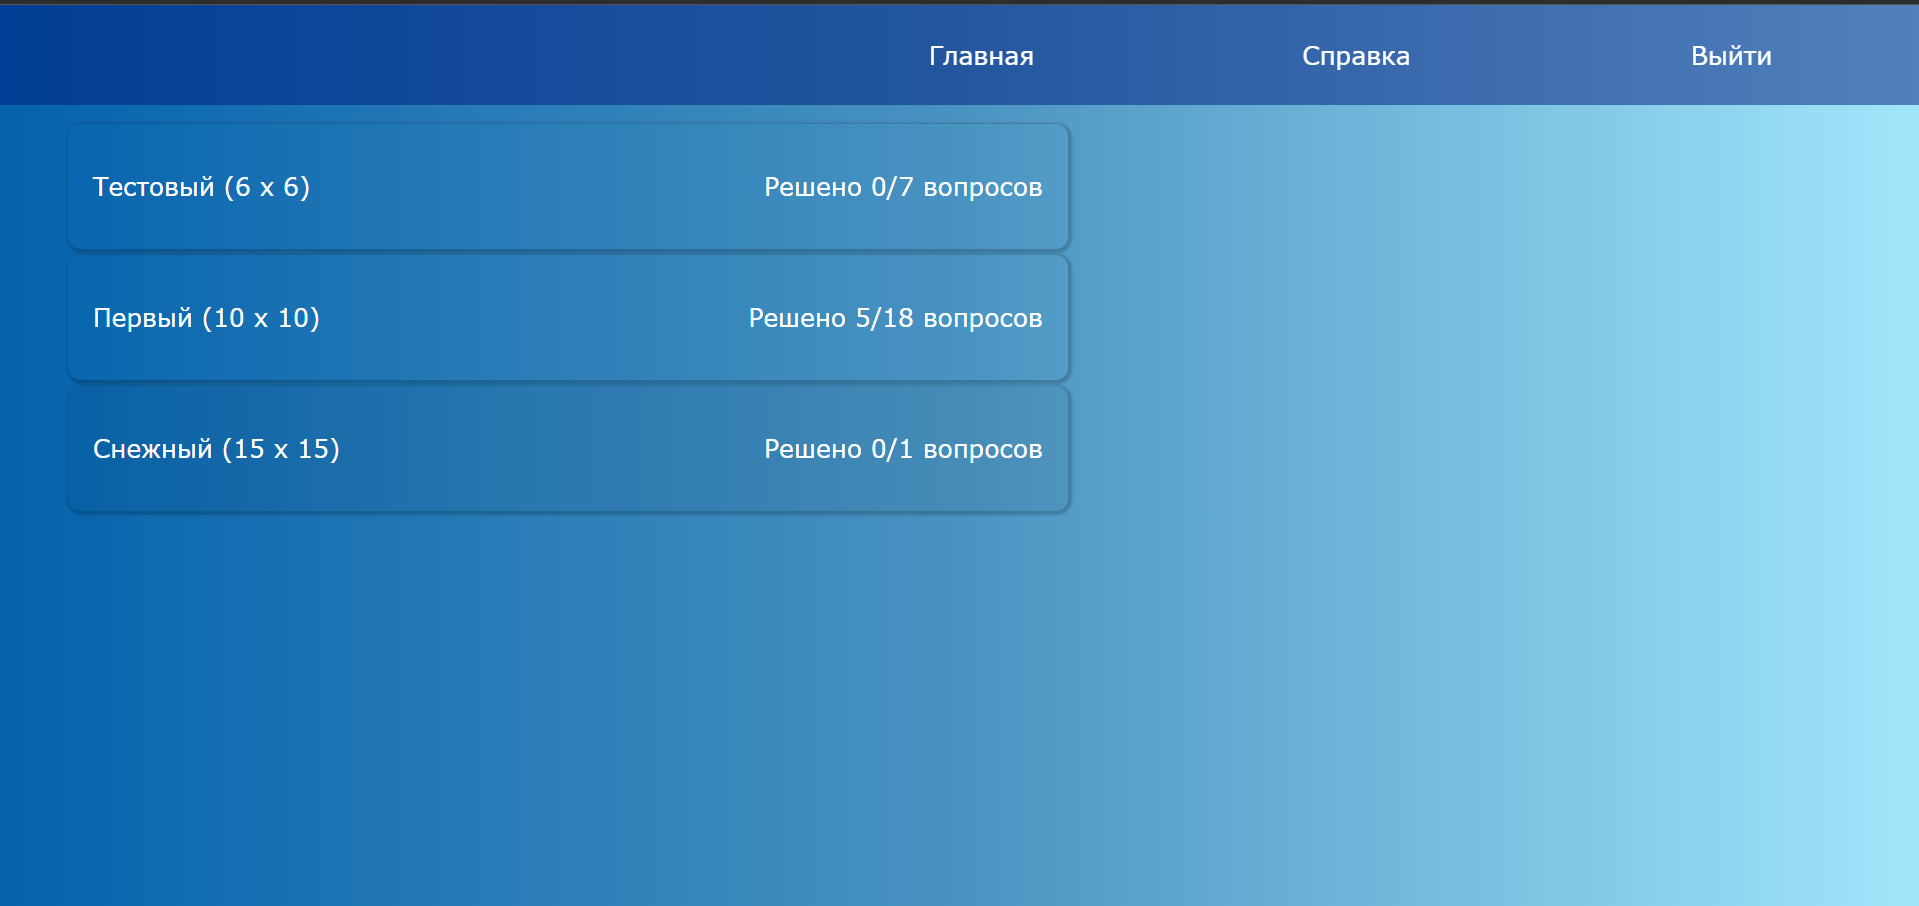 Главная Справка Выйти
Тестовый (6 x 6) Решено 0/7 вопросов
Первый (10 x 10) Решено 5/18 вопросов
Снежный (15 x 15) Решено 0/1 вопросов